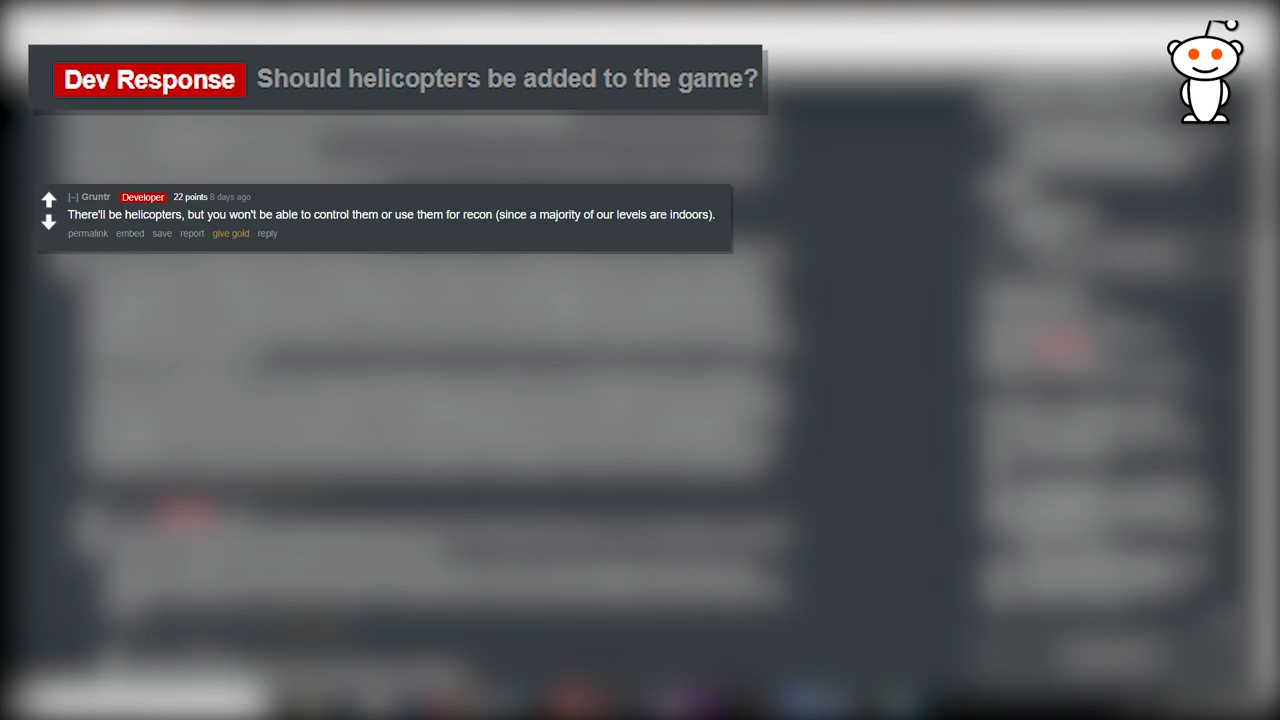 Dev Response Should helicopters be added to the game?
[–] Gruntr Developer 22 points 8 days ago
There'll be helicopters, but you won't be able to control them or use them for recon (since a majority of our levels are indoors).
permalink embed save report give gold reply